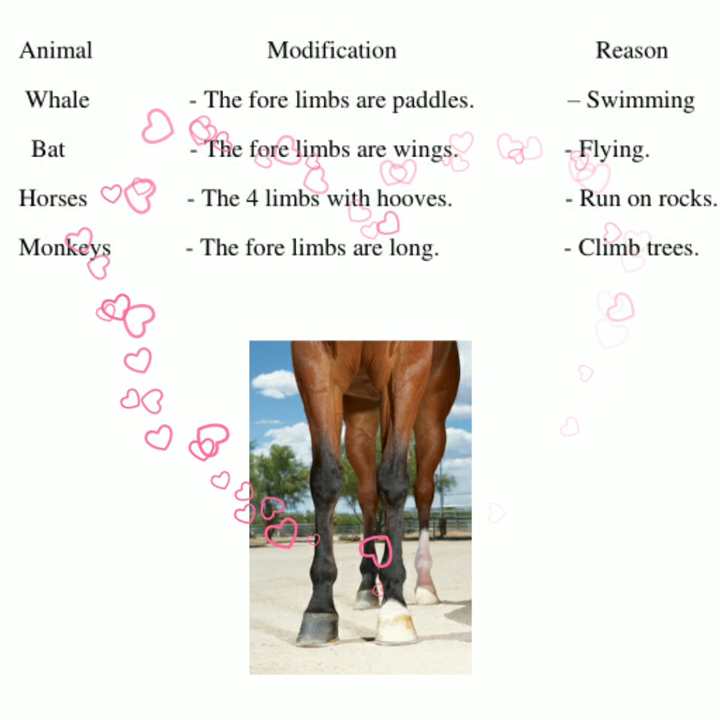 Animal Modification Reason
Whale - The fore limbs are paddles. – Swimming
Bat - The fore limbs are wings. - Flying.
Horses - The 4 limbs with hooves. - Run on rocks.
Monkeys - The fore limbs are long. - Climb trees.